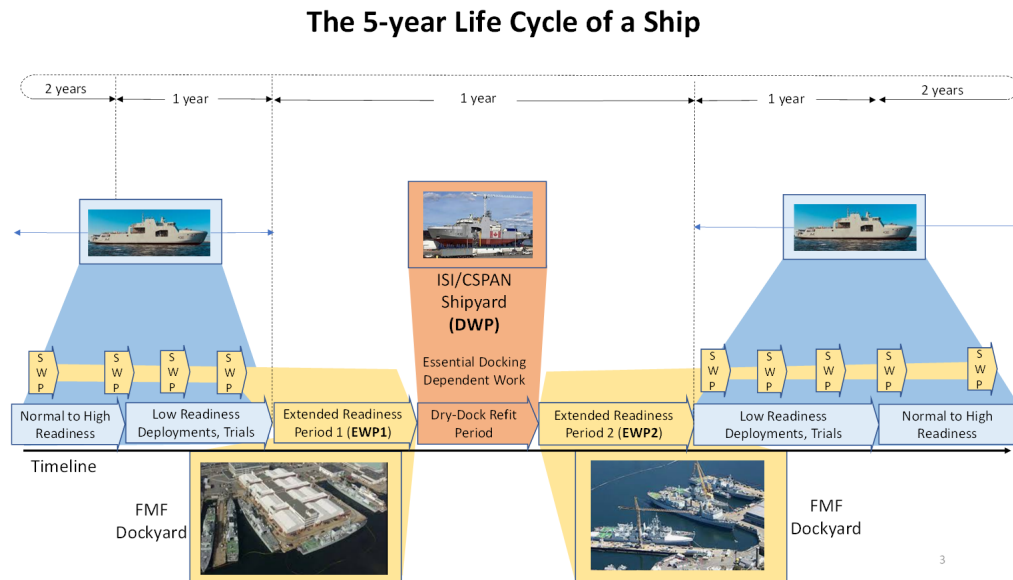 The 5-year Life Cycle of a Ship
2 years
1 year
1 year
1 year
2 years
ISI/CSPAN
Shipyard
(DWP)
Essential Docking
Dependent Work
S
W
P
S
W
P
S
W
P
S
W
P
S
W
P
S
W
P
S
W
P
S
W
P
S
W
P
Normal to High
Readiness
Low Readiness
Deployments, Trials
Extended Readiness
Period 1 (EWP1)
Dry-Dock Refit
Period
Extended Readiness
Period 2 (EWP2)
Low Readiness
Deployments, Trials
Normal to High
Readiness
Timeline
FMF
Dockyard
FMF
Dockyard
3